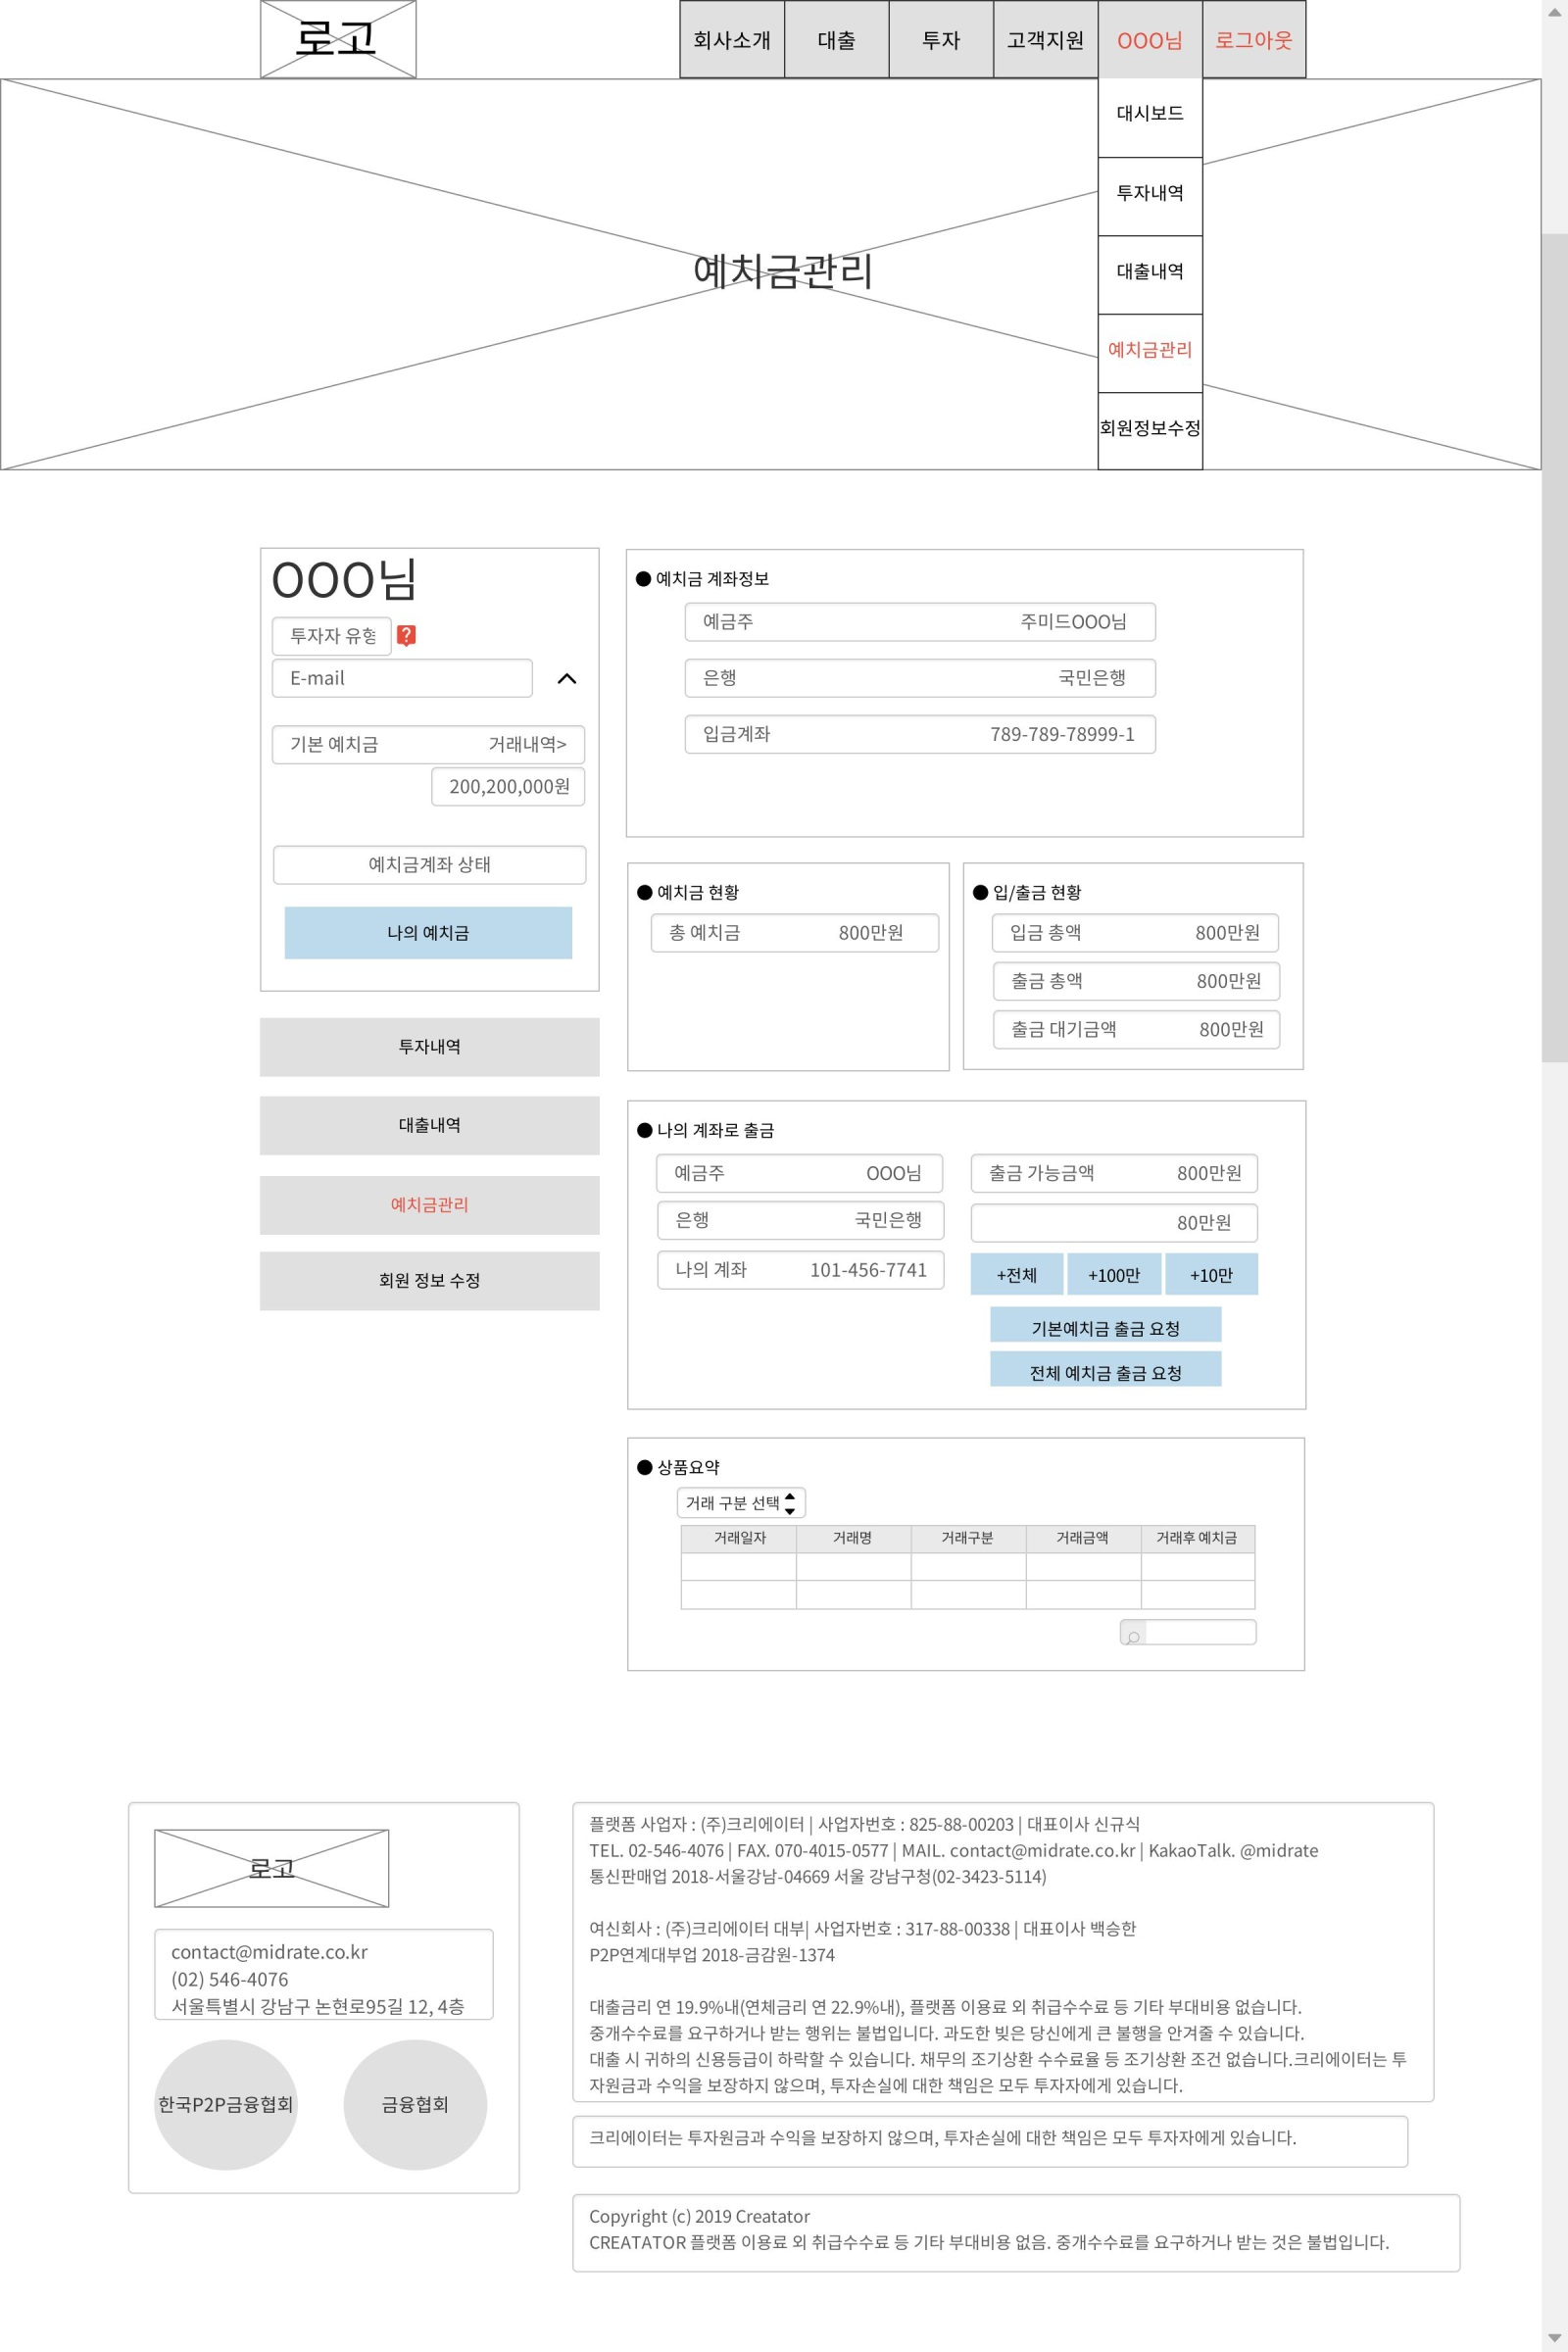 로고
회사소개
대출
투자
고객지원
OOO님
로그아웃
대시보드
투자내역
대출내역
예치금관리
회원정보수정
예치금관리
OOO님
투자자 유형
E-mail
기본 예치금 거래내역>
200,200,000원
예치금계좌 상태
나의 예치금
투자내역
대출내역
예치금관리
회원 정보 수정
예치금 계좌정보
예금주 주미드OOO님
은행 국민은행
입금계좌 789-789-78999-1
예치금 현황
총 예치금 800만원
입/출금 현황
입금 총액 800만원
출금 총액 800만원
출금 대기금액 800만원
나의 계좌로 출금
예금주 OOO님
은행 국민은행
나의 계좌 101-456-7741
출금 가능금액 800만원
80만원
+전체 +100만 +10만
기본예치금 출금 요청
전체 예치금 출금 요청
상품요약
거래 구분 선택
거래일자 거래명 거래구분 거래금액 거래후 예치금
로고
contact@midrate.co.kr
(02) 546-4076
서울특별시 강남구 논현로95길 12, 4층
한국P2P금융협회
금융협회
플랫폼 사업자 : (주)크리에이터 | 사업자번호 : 825-88-00203 | 대표이사 신규식
TEL. 02-546-4076 | FAX. 070-4015-0577 | MAIL. contact@midrate.co.kr | KakaoTalk. @midrate
통신판매업 2018-서울강남-04669 서울 강남구청(02-3423-5114)
여신회사 : (주)크리에이터 대부| 사업자번호 : 317-88-00338 | 대표이사 백승한
P2P연계대부업 2018-금감원-1374
대출금리 연 19.9%내(연체금리 연 22.9%내), 플랫폼 이용료 외 취급수수료 등 기타 부대비용 없습니다.
중개수수료를 요구하거나 받는 행위는 불법입니다. 과도한 빚은 당신에게 큰 불행을 안겨줄 수 있습니다.
대출 시 귀하의 신용등급이 하락할 수 있습니다. 채무의 조기상환 수수료율 등 조기상환 조건 없습니다.크리에이터는 투
자원금과 수익을 보장하지 않으며, 투자손실에 대한 책임은 모두 투자자에게 있습니다.
크리에이터는 투자원금과 수익을 보장하지 않으며, 투자손실에 대한 책임은 모두 투자자에게 있습니다.
Copyright (c) 2019 Creatator
CREATATOR 플랫폼 이용료 외 취급수수료 등 기타 부대비용 없음. 중개수수료를 요구하거나 받는 것은 불법입니다.